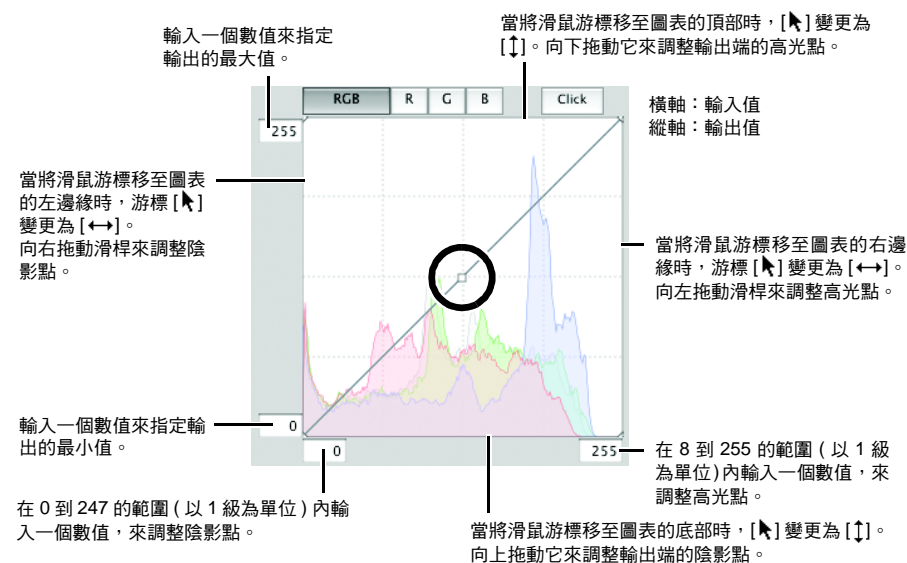 輸入一個數值來指定
輸出的最大值。
當將滑鼠游標移至圖表的頂部時，[ ] 變更為
[↕]。向下拖動它來調整輸出端的高光點。
RGB
R
G
B
Click
橫軸：輸入值
縱軸：輸出值
255
當將滑鼠游標移至圖表
的左邊緣時，游標 [ ]
變更為 [↔]。
向右拖動滑桿來調整陰
影點。
當將滑鼠游標移至圖表的右邊
緣時，游標 [ ] 變更為 [↔]。
向左拖動滑桿來調整高光點。
輸入一個數值來指定輸
出的最小值。
0
0
255
在 8 到 255 的範圍 ( 以 1 級
為單位) 內輸入一個數值，來
調整高光點。
在 0 到 247 的範圍 ( 以 1 級為單位 ) 內輸
入一個數值，來調整陰影點。
當將滑鼠游標移至圖表的底部時，[ ] 變更為 [↕]。
向上拖動它來調整輸出端的陰影點。